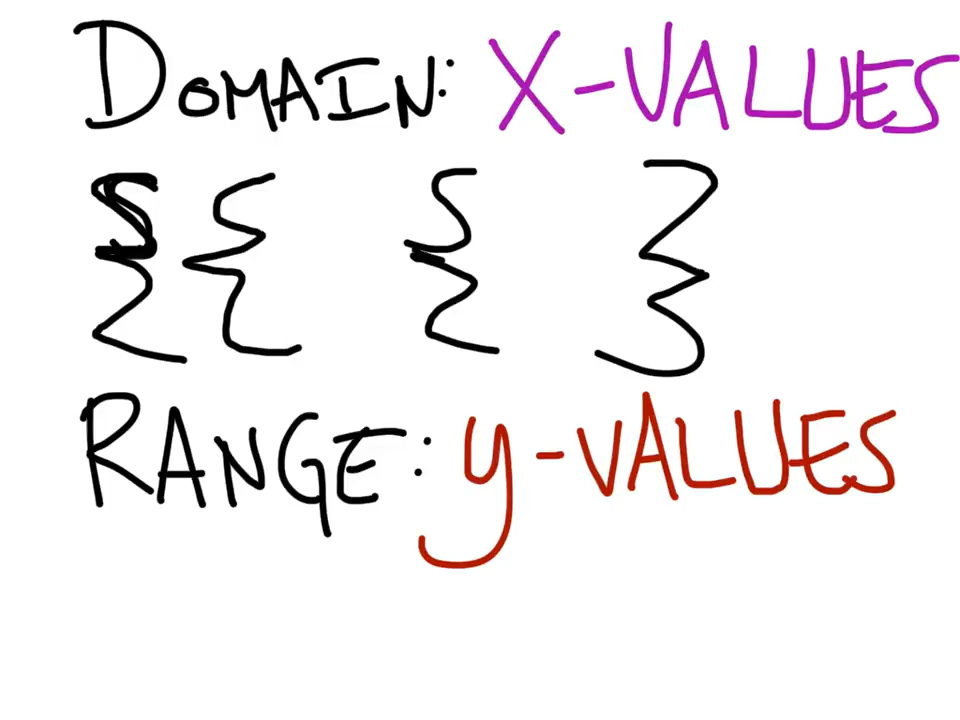 DOMAIN: X-VALUES
{ { { }
RANGE: y-VALUES